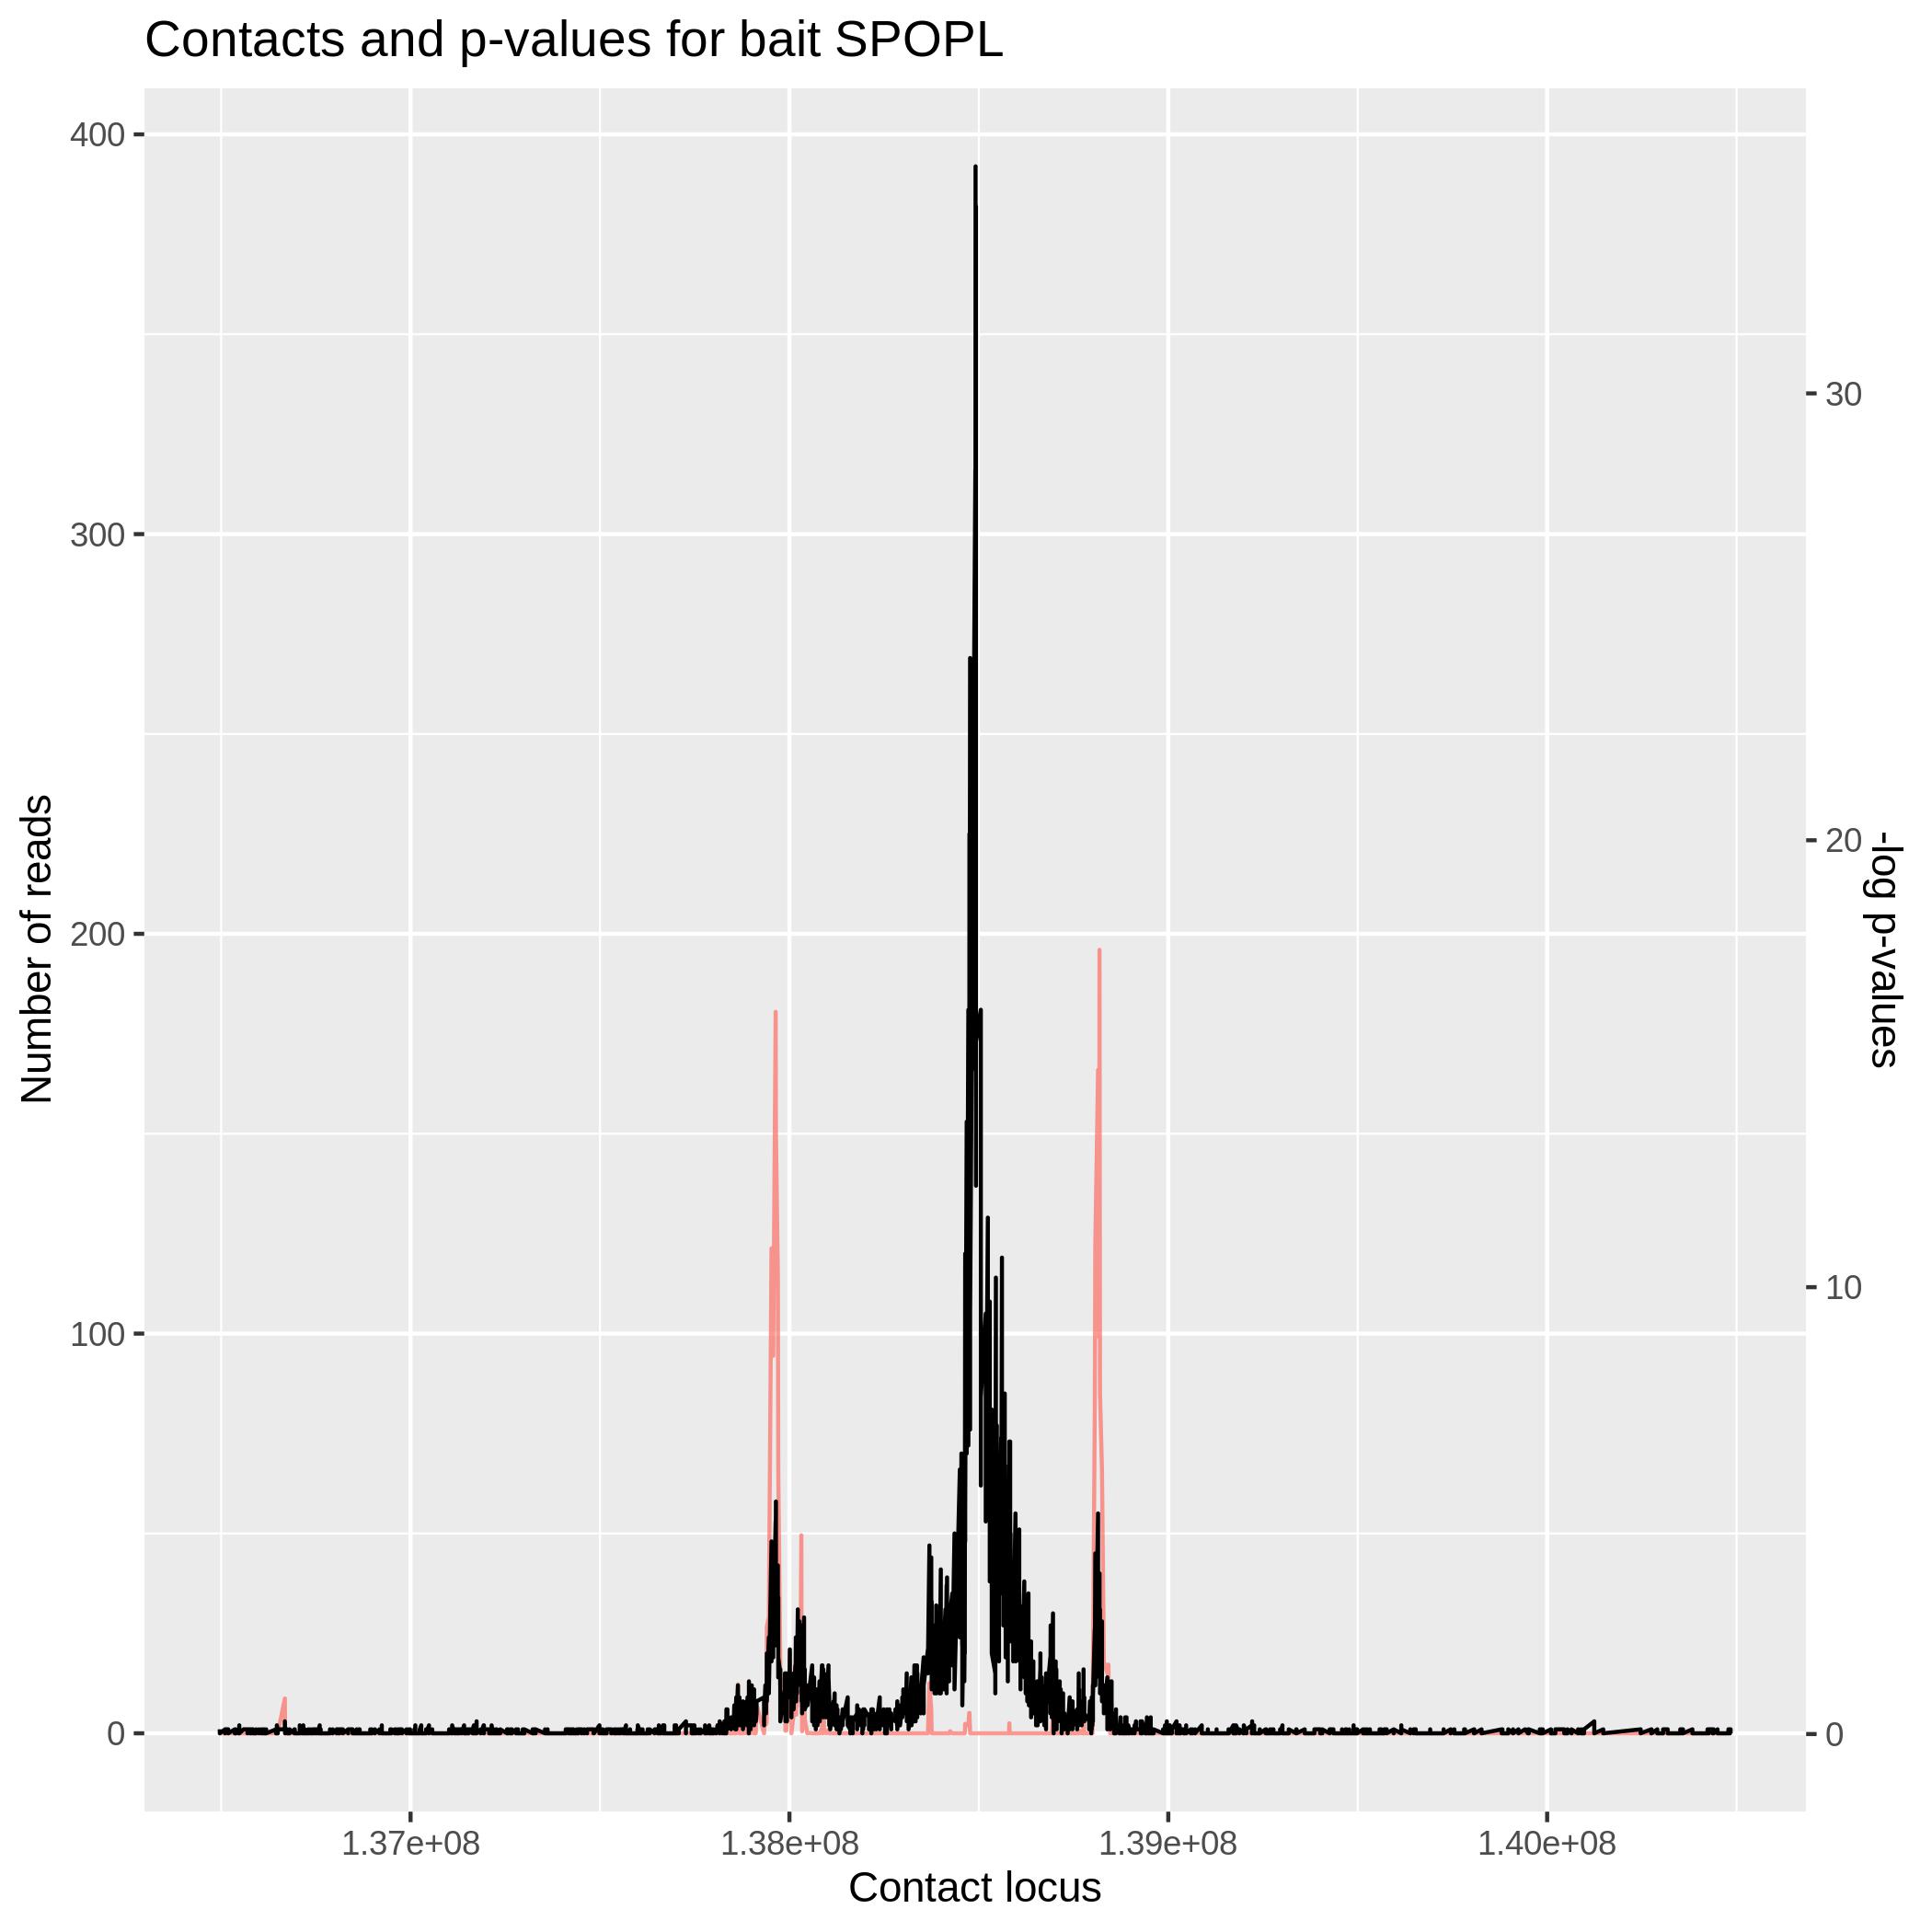 Contacts and p-values for bait SPOPL
400
300
200
100
0
Number of reads
30
20
10
0
-log p-values
1.37e+08 1.38e+08 1.39e+08 1.40e+08
Contact locus